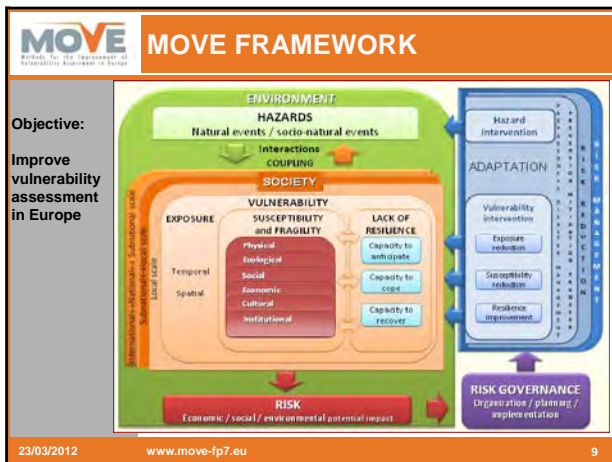 MOVE
Methods for the Improvement of
Vulnerability Assessment in Europe
MOVE FRAMEWORK
Objective:
Improve
vulnerability
assessment
in Europe
ENVIRONMENT
HAZARDS
Natural events / socio-natural events
Interactions
COUPLING
SOCIETY
VULNERABILITY
EXPOSURE
Temporal
Spatial
SUSCEPTIBILITY
and FRAGILITY
Physical
Ecological
Social
Economic
Cultural
Institutional
LACK OF
RESILIENCE
Capacity to
anticipate
Capacity to
cope
Capacity to
recover
Local scale
RISK
Economic / social / environmental potential impact
Hazard
intervention
ADAPTATION
Vulnerability
intervention
Exposure
reduction
Susceptibility
reduction
Resilience
improvement
RISK REDUCTION
RISK MANAGEMENT
RISK GOVERNANCE
Organization / planning /
implementation
23/03/2012
www.move-fp7.eu
9